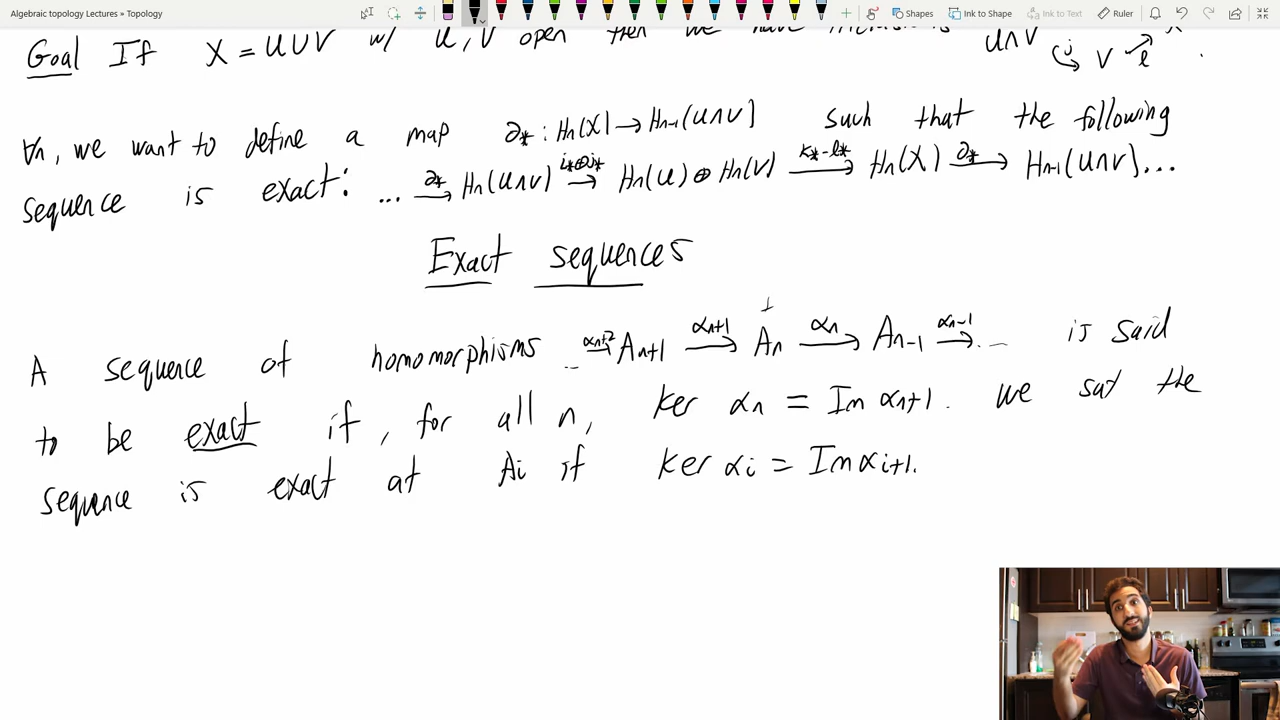 Algebraic topology Lectures » Topology
Shapes Ink to Shape Ink to Text Ruler
Goal If X = U∪V w/ U, V open then we have U∩V j V l X
∀n, we want to define a map ∂* : Hn(X) → Hn-1(U∩V) such that the following
sequence is exact: ... ∂*→ Hn(U∩V) i*⊕j*→ Hn(U) ⊕ Hn(V) k*-l*→ Hn(X) ∂*→ Hn-1(U∩V)...
Exact sequences
A sequence of homomorphisms ... αn+2→ An+1 αn+1→ An αn→ An-1 αn-1→ ... is said
to be exact if, for all n, ker αn = Im αn+1. we sat the
sequence is exact at Ai if ker αi = Im αi+1.